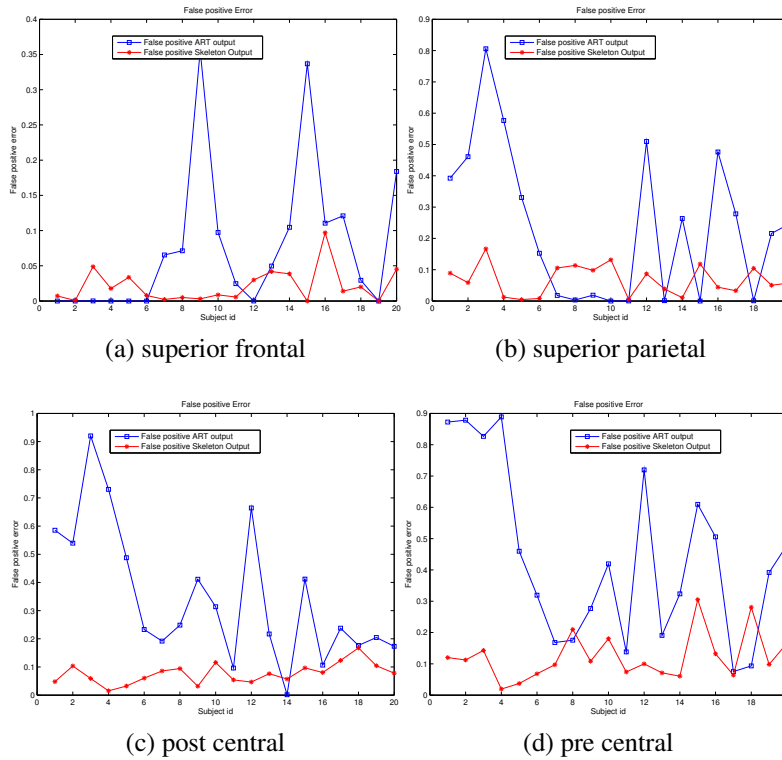 False positive Error
False positive ART output
False positive Skeleton Output
False positive error
0.4
0.35
0.3
0.25
0.2
0.15
0.1
0.05
0
0 2 4 6 8 10 12 14 16 18 20
Subject id
(a) superior frontal
False positive Error
False positive ART output
False positive Skeleton Output
False positive error
0.9
0.8
0.7
0.6
0.5
0.4
0.3
0.2
0.1
0
0 2 4 6 8 10 12 14 16 18
Subject id
(b) superior parietal
False positive Error
False positive ART output
False positive Skeleton Output
False positive error
1
0.9
0.8
0.7
0.6
0.5
0.4
0.3
0.2
0.1
0
0 2 4 6 8 10 12 14 16 18 20
Subject id
(c) post central
False positive Error
False positive ART output
False positive Skeleton Output
False positive error
0.9
0.8
0.7
0.6
0.5
0.4
0.3
0.2
0.1
0
0 2 4 6 8 10 12 14 16 18
Subject id
(d) pre central